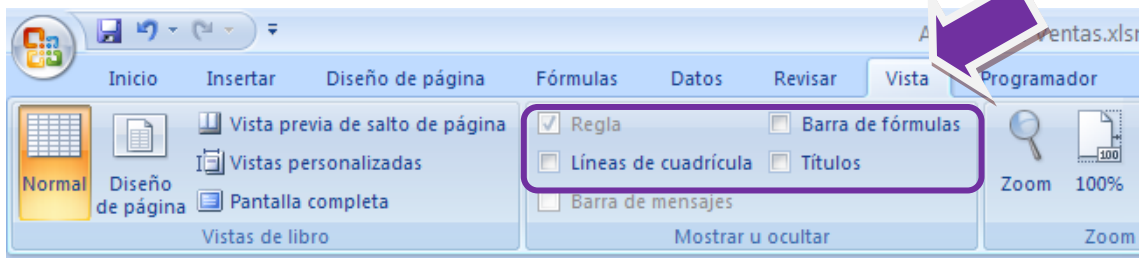 Ventas.xls
Inicio Insertar Diseño de página Fórmulas Datos Revisar Vista Programador
Vista previa de salto de página
Vistas personalizadas
Pantalla completa
Normal
Diseño
de página
Vistas de libro
Regla
Barra de fórmulas
Líneas de cuadrícula
Títulos
Barra de mensajes
Mostrar u ocultar
Zoom
100
100%
Zoom